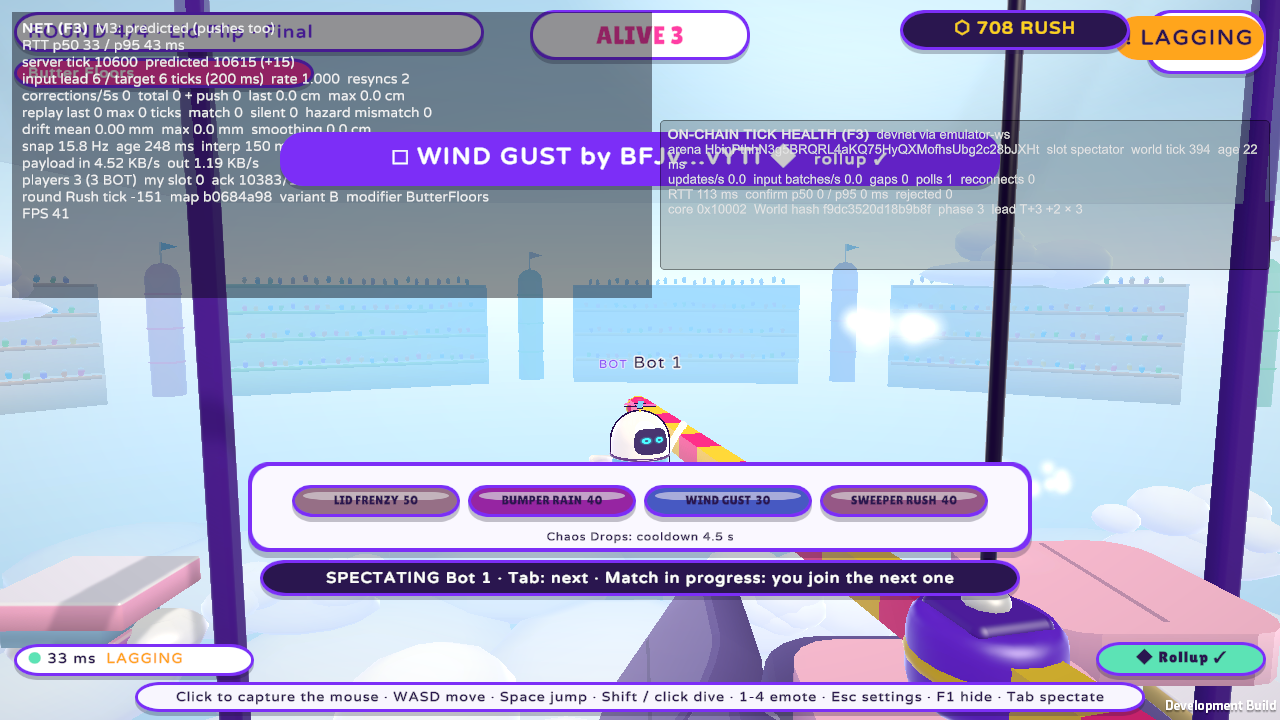 NET (F3) M3 predicted (pushes too)
RTT p50 33 / p95 43 ms
server tick 10600 predicted 10615 (+15)
input lead 6 / target 6 ticks (200 ms) rate 1.000 resyncs 2
corrections/5s 0 total 0 + push 0 last 0.0 cm max 0.0 cm
replay last 0 max 0 ticks match 0 silent 0 hazard mismatch 0
drift mean 0.00 mm max 0.0 mm smoothing 0.0 cm
snap 15.8 Hz age 248 ms interp 150
payload in 4.52 KB/s out 1.19 KB/s
players 3 (3 BOT) my slot 0 ack 10383/
round Rush tick -151 map b0684a98 variant B modifier ButterFloors
FPS 41
Final
Butter Floors
ALIVE 3
708 RUSH
LAGGING
ON-CHAIN TICK HEALTH (F3) devnet via emulator-ws
arena slot spectator world tick 394 age 22
ms
updates/s 0.0 input batches/s 0.0 gaps 0 polls 1 reconnects 0
RTT 113 ms confirm p50 0 / p95 0 ms rejected 0
core 0x10002 World hash f9dc3520d18b9b8f phase 3 lead T+3 +2 × 3
□ WIND GUST by BFJv...VYTi ◆ rollup ✓
BOT Bot 1
LID FRENZY 50
BUMPER RAIN 40
WIND GUST 30
SWEEPER RUSH 40
Chaos Drops: cooldown 4.5 s
SPECTATING Bot 1 · Tab: next · Match in progress: you join the next one
33 ms LAGGING
◆ Rollup ✓
Click to capture the mouse · WASD move · Space jump · Shift / click dive · 1-4 emote · Esc settings · F1 hide · Tab spectate
Development Build